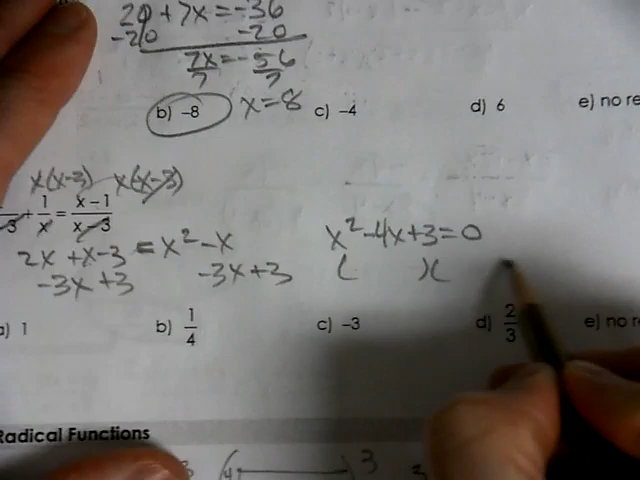 20 + 7x = -36
-20 -20
7x = -56
7 7
b) -8 x = 8 c) -4 d) 6 e) no re
x(x-3) x(x-3)
-3 + 1/x = x-1/x-3
2x + x - 3 = x² - x x² - 4x + 3 = 0
-3x + 3 -3x + 3 ( )(
a) 1 b) 1/4 c) -3 d) 2/3 e) no r
Radical Functions
3